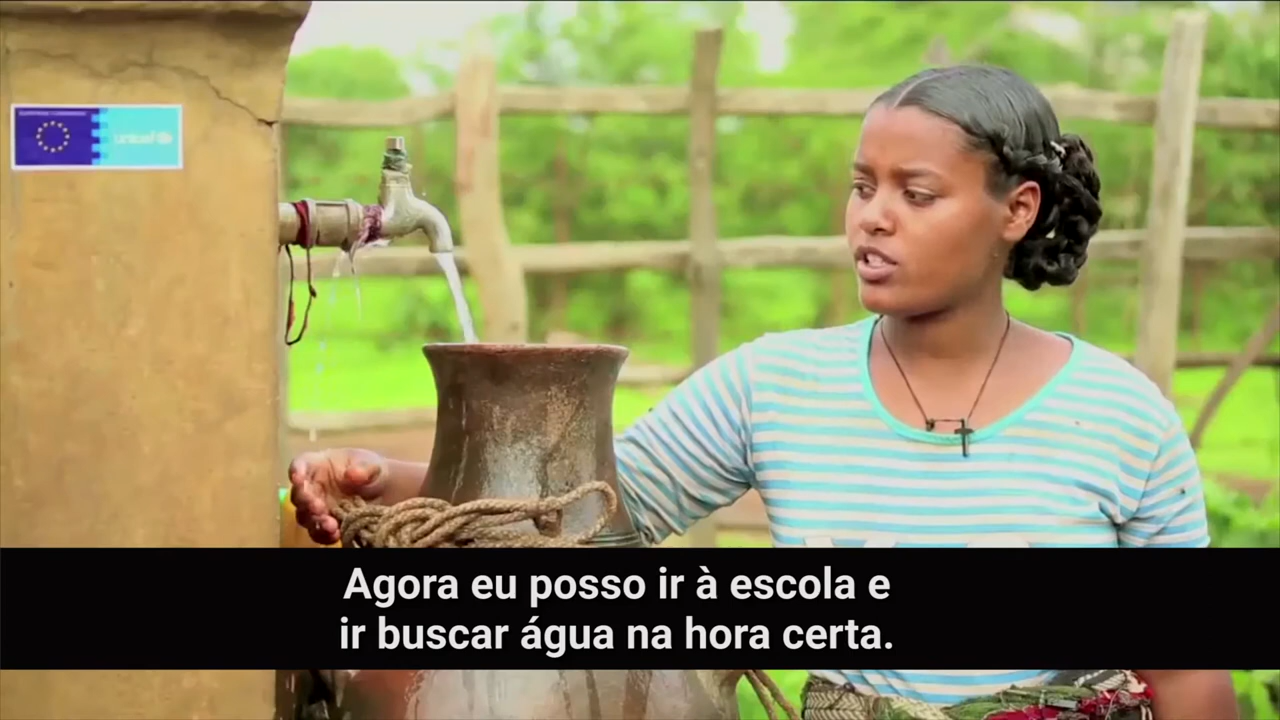 unicef
Agora eu posso ir à escola e
ir buscar água na hora certa.